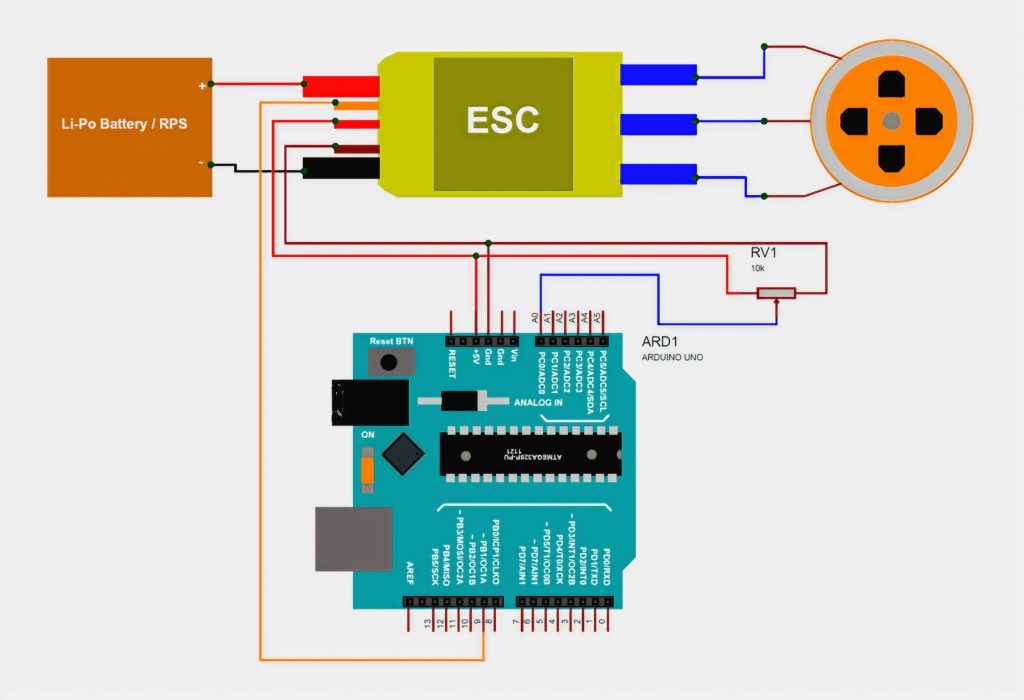 Li-Po Battery / RPS
+
-
ESC
RV1
10k
ARD1
ARDUINO UNO
A0
A1
A2
A3
A4
A5
Reset BTN
RESET
+5V
Gnd
Gnd
Vin
PC0/ADC0
PC1/ADC1
PC2/ADC2
PC3/ADC3
PC4/ADC4/SDA
PC5/ADC5/SCL
ANALOG IN
ON
ATMEGA328P-PU
1121
AREF
PB5/SCK
PB4/MISO
~ PB3/MOSI/OC2A
~ PB2/OC1B
~ PB1/OC1A
PB0/ICP1/CLKO
PD7/AIN1
~ PD7/AIN1
~ PD5/T1/OC0B
PD4/T0/XCK
~ PD3/INT1/OC2B
PD2/INT0
PD1/TXD
PD0/RXD
13
12
11
10
9
8
7
6
5
4
3
2
1
0